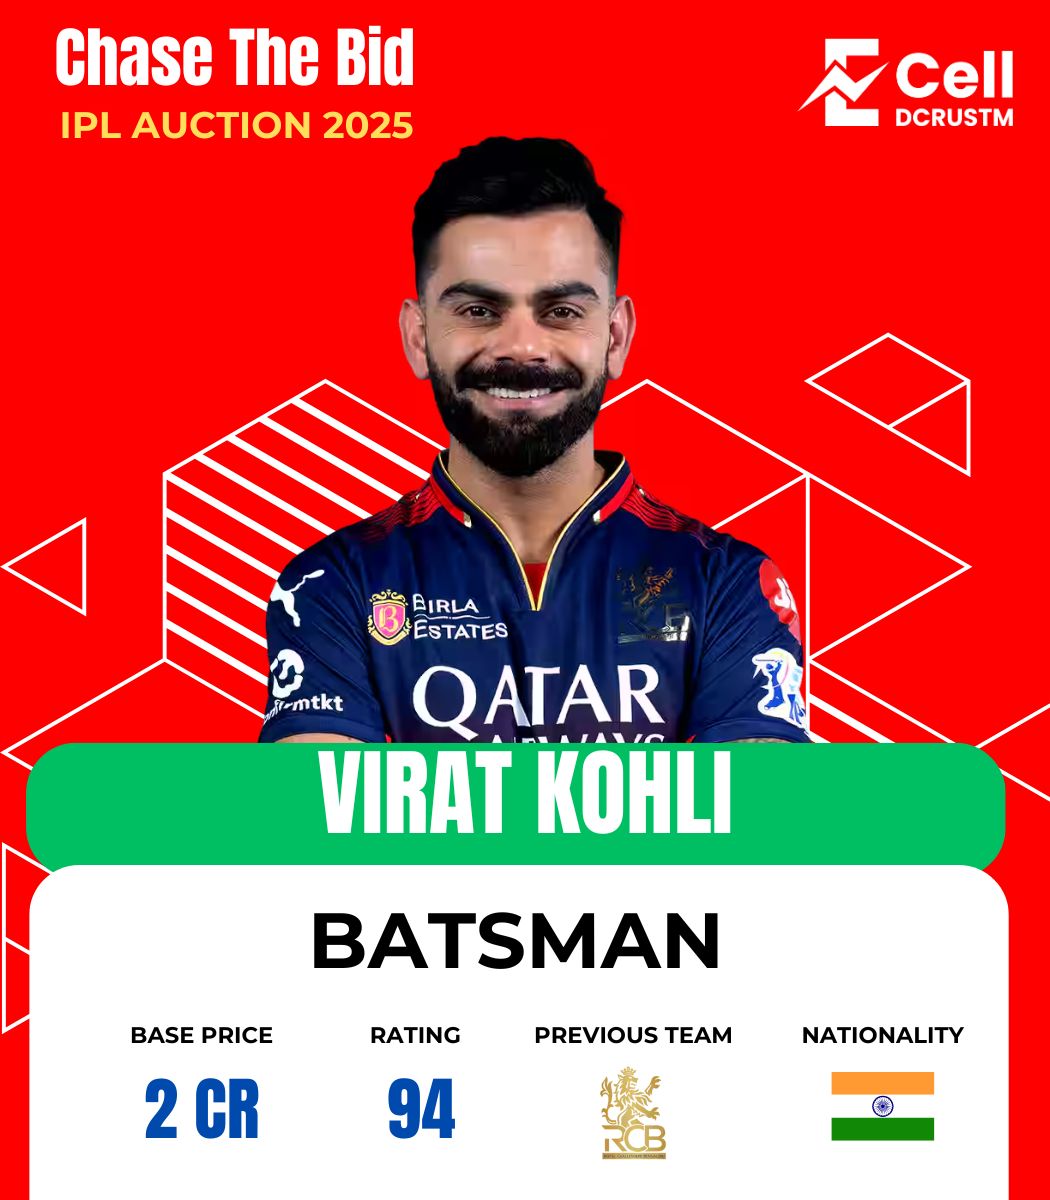 Chase The Bid
IPL AUCTION 2025
Cell
DCRUSTM
BIRLA
ESTATES
QATAR
AIRWAYS
VIRAT KOHLI
BATSMAN
BASE PRICE
RATING
PREVIOUS TEAM
NATIONALITY
2 CR
94
RCB